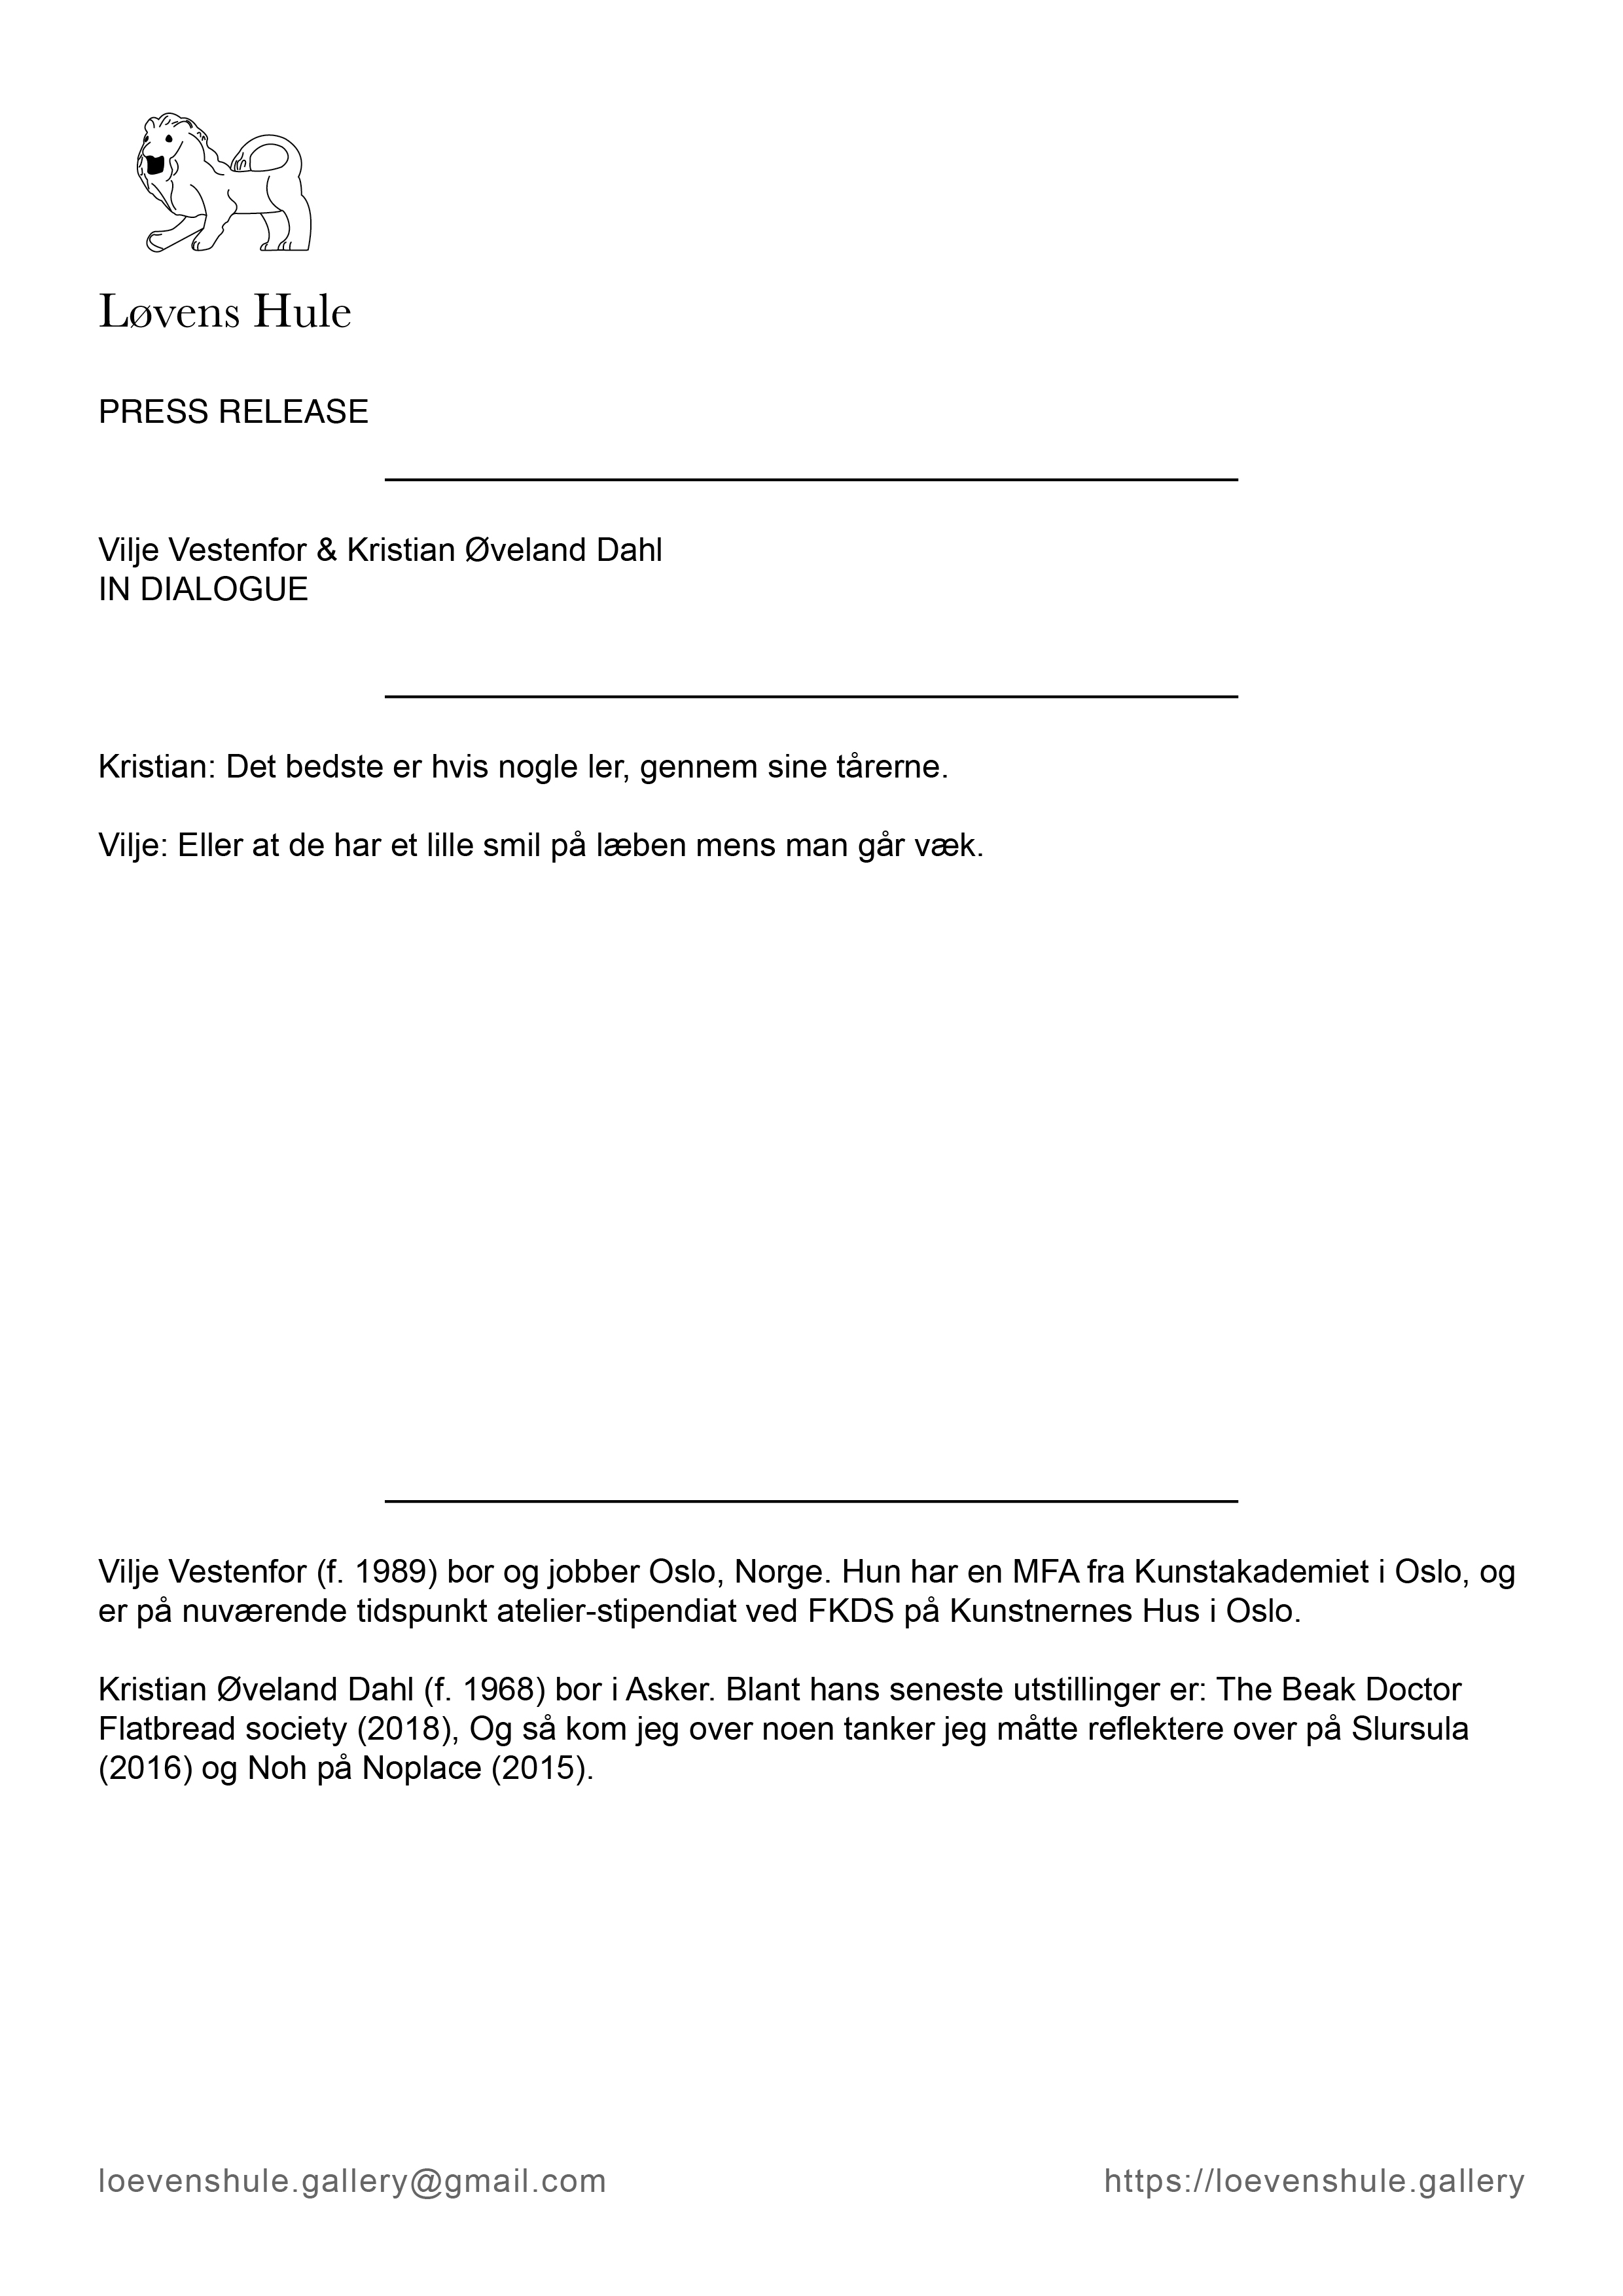 Løvens Hule
PRESS RELEASE
Vilje Vestenfor & Kristian Øveland Dahl
IN DIALOGUE
Kristian: Det bedste er hvis nogle ler, gennem sine tårerne.
Vilje: Eller at de har et lille smil på læben mens man går væk.
Vilje Vestenfor (f. 1989) bor og jobber Oslo, Norge. Hun har en MFA fra Kunstakademiet i Oslo, og
er på nuværende tidspunkt atelier-stipendiat ved FKDS på Kunstnernes Hus i Oslo.
Kristian Øveland Dahl (f. 1968) bor i Asker. Blant hans seneste utstillinger er: The Beak Doctor
Flatbread society (2018), Og så kom jeg over noen tanker jeg måtte reflektere over på Slursula
(2016) og Noh på Noplace (2015).
loevenshule.gallery@gmail.com
https://loevenshule.gallery